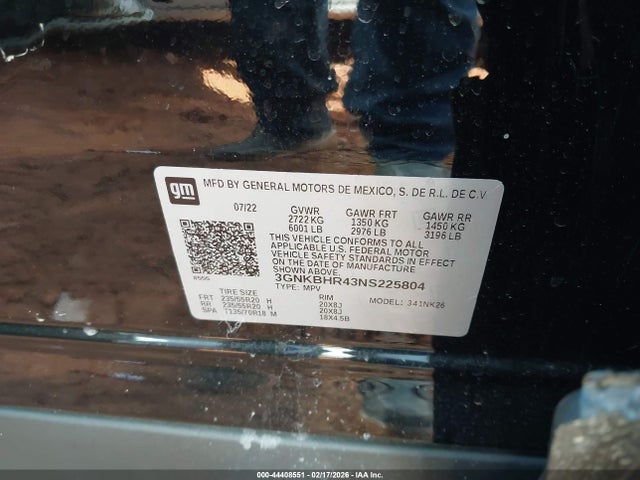 gm
MFD BY GENERAL MOTORS DE MEXICO, S. DE R.L. DE C.V
07/22 GVWR GAWR FRT GAWR RR
2722 KG 1350 KG 1450 KG
6001 LB 2976 LB 3196 LB
THIS VEHICLE CONFORMS TO ALL
APPLICABLE U.S. FEDERAL MOTOR
VEHICLE SAFETY STANDARDS IN EFFECT
ON THE DATE OF MANUFACTURE
SHOWN ABOVE.
3GNKBHR43NS225804
TYPE: MPV MODEL: 341NK26
TIRE SIZE RIM
FRT 235/55R20 H 20X8J
RR 235/55R20 H 20X8J
SPA T135/70R18 M 18X4.5B
000-44408551 - 02/17/2026 - IAA Inc.